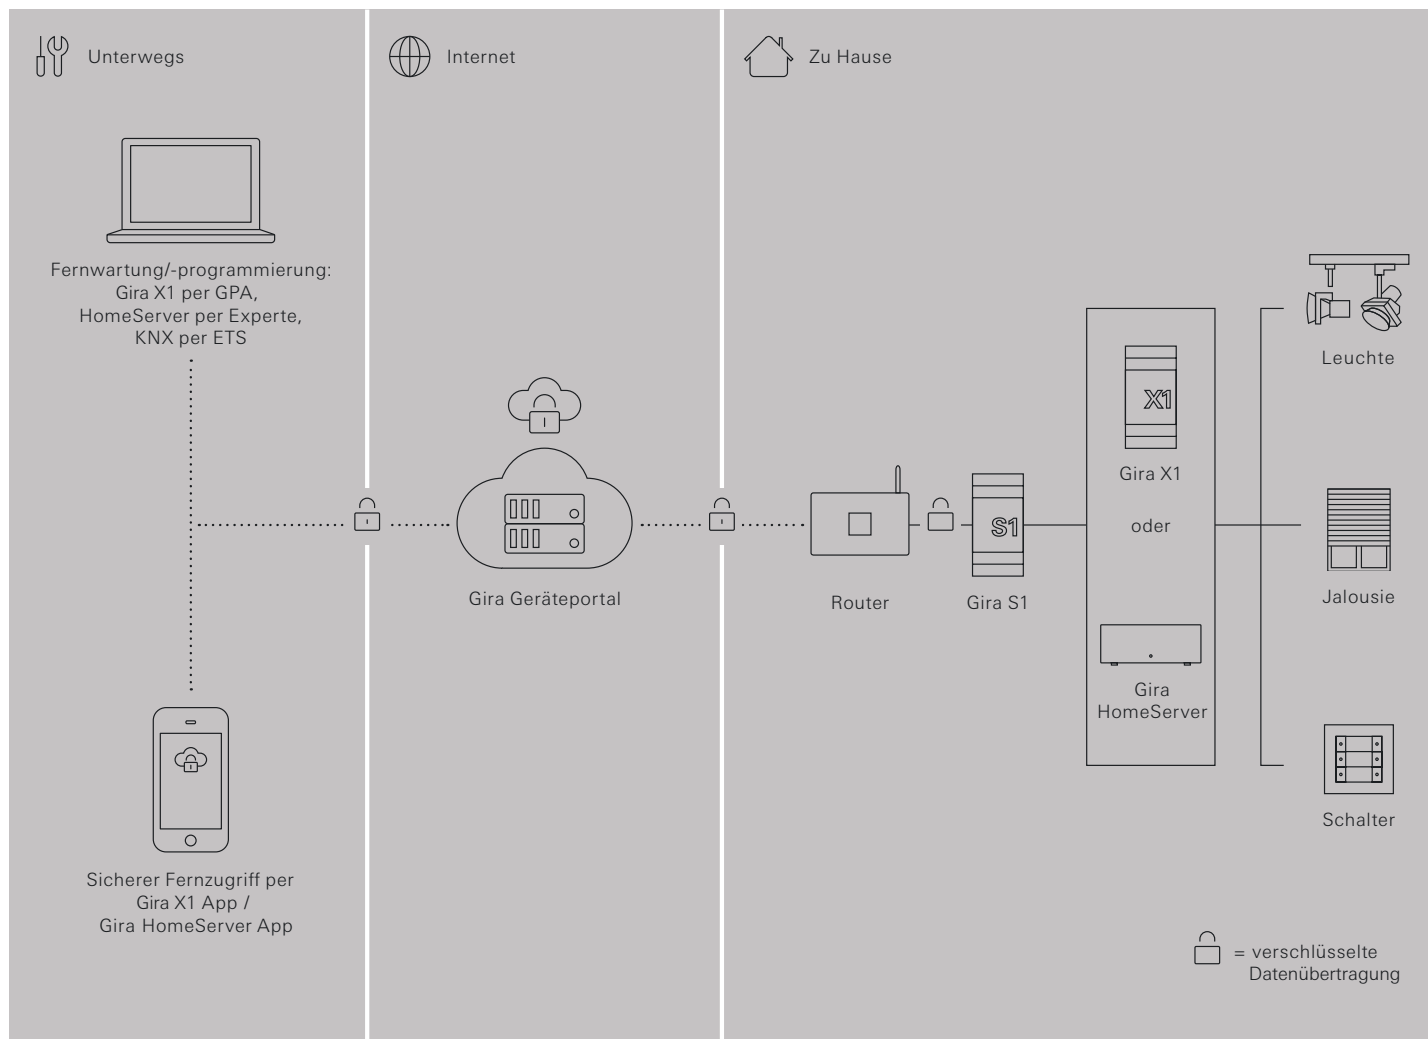 Unterwegs
Internet
Zu Hause
Fernwartung/-programmierung:
Gira X1 per GPA,
HomeServer per Experte,
KNX per ETS
Sicherer Fernzugriff per
Gira X1 App /
Gira HomeServer App
Gira Geräteportal
Router
S1
Gira S1
X1
Gira X1
oder
Gira
HomeServer
Leuchte
Jalousie
Schalter
= verschlüsselte
Datenübertragung